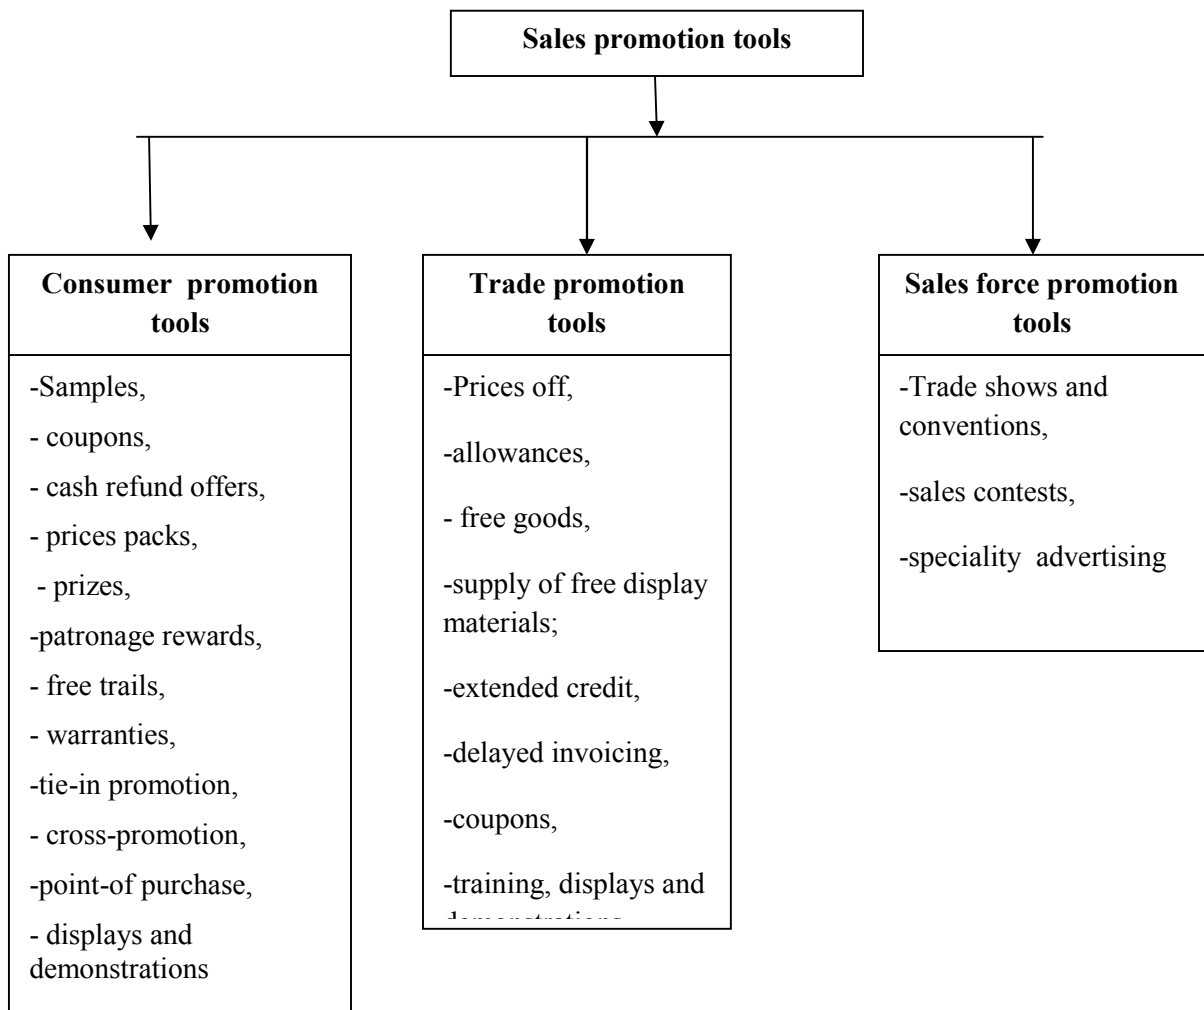 Sales promotion tools
Consumer  promotion
tools
-Samples,
- coupons,
- cash refund offers,
- prices packs,
- prizes,
-patronage rewards,
- free trails,
- warranties,
-tie-in promotion,
- cross-promotion,
-point-of purchase,
- displays and
demonstrations
Trade promotion
tools
-Prices off,
-allowances,
- free goods,
-supply of free display
materials;
-extended credit,
-delayed invoicing,
-coupons,
-training, displays and
Sales force promotion
tools
-Trade shows and
conventions,
-sales contests,
-speciality  advertising